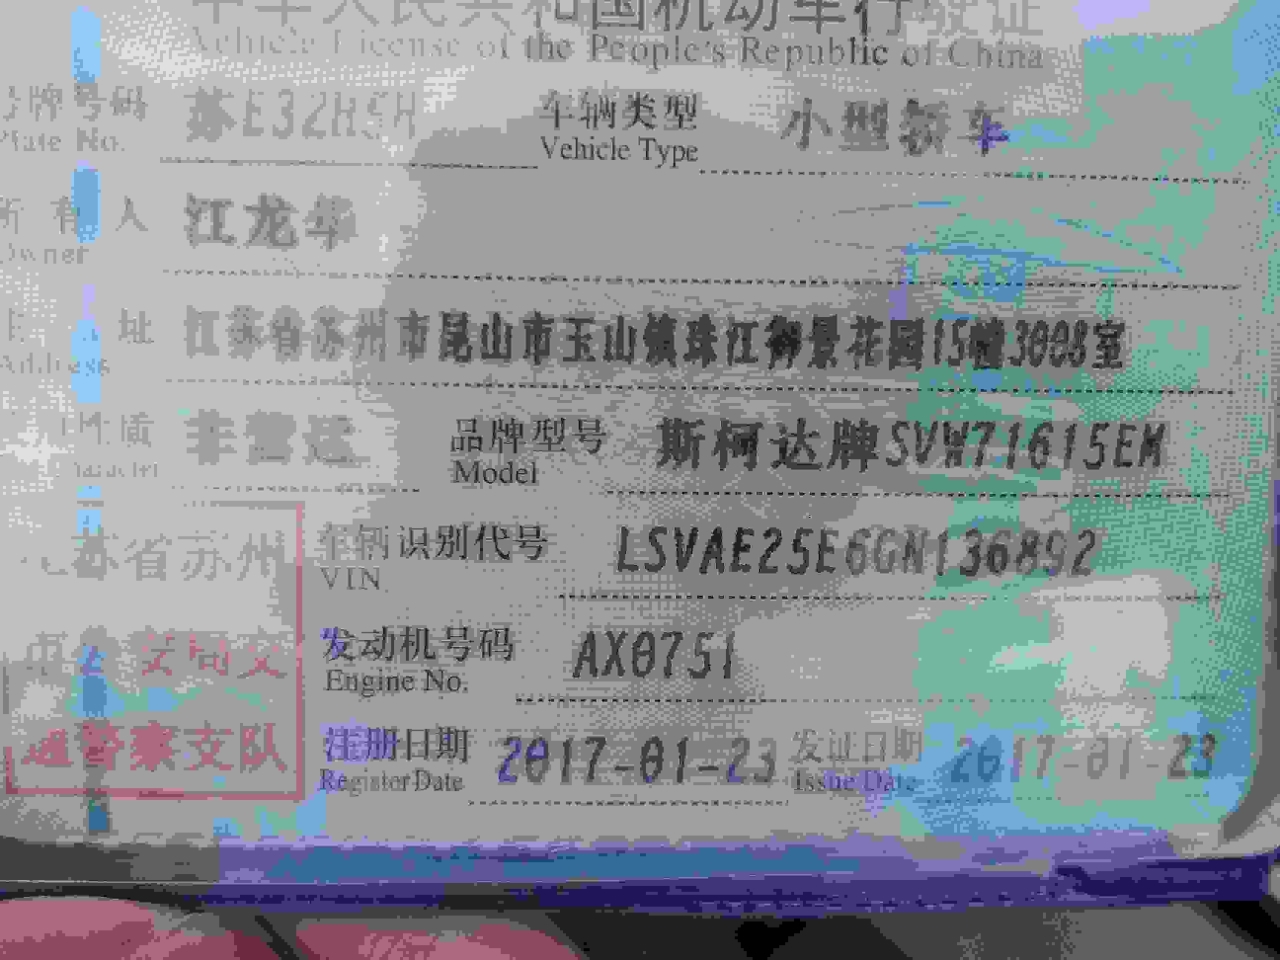 中华人民共和国机动车行驶证
Vehicle License of the People's Republic of China
号牌号码 苏E32H5H 车辆类型 小型轿车
Plate No. Vehicle Type
所有人 江龙华
Owner
住址 江苏省苏州市昆山市玉山镇珠江御景花园15幢3008室
Address
性质 非营运 品牌型号 斯柯达牌SVW71615EM
Model
江苏省苏州 车辆识别代号 LSVAE25E6GN136892
VIN
市公安局交 发动机号码 AX0751
Engine No.
通警察支队 注册日期 2017-01-23 发证日期 2017-01-23
Register Date Issue Date